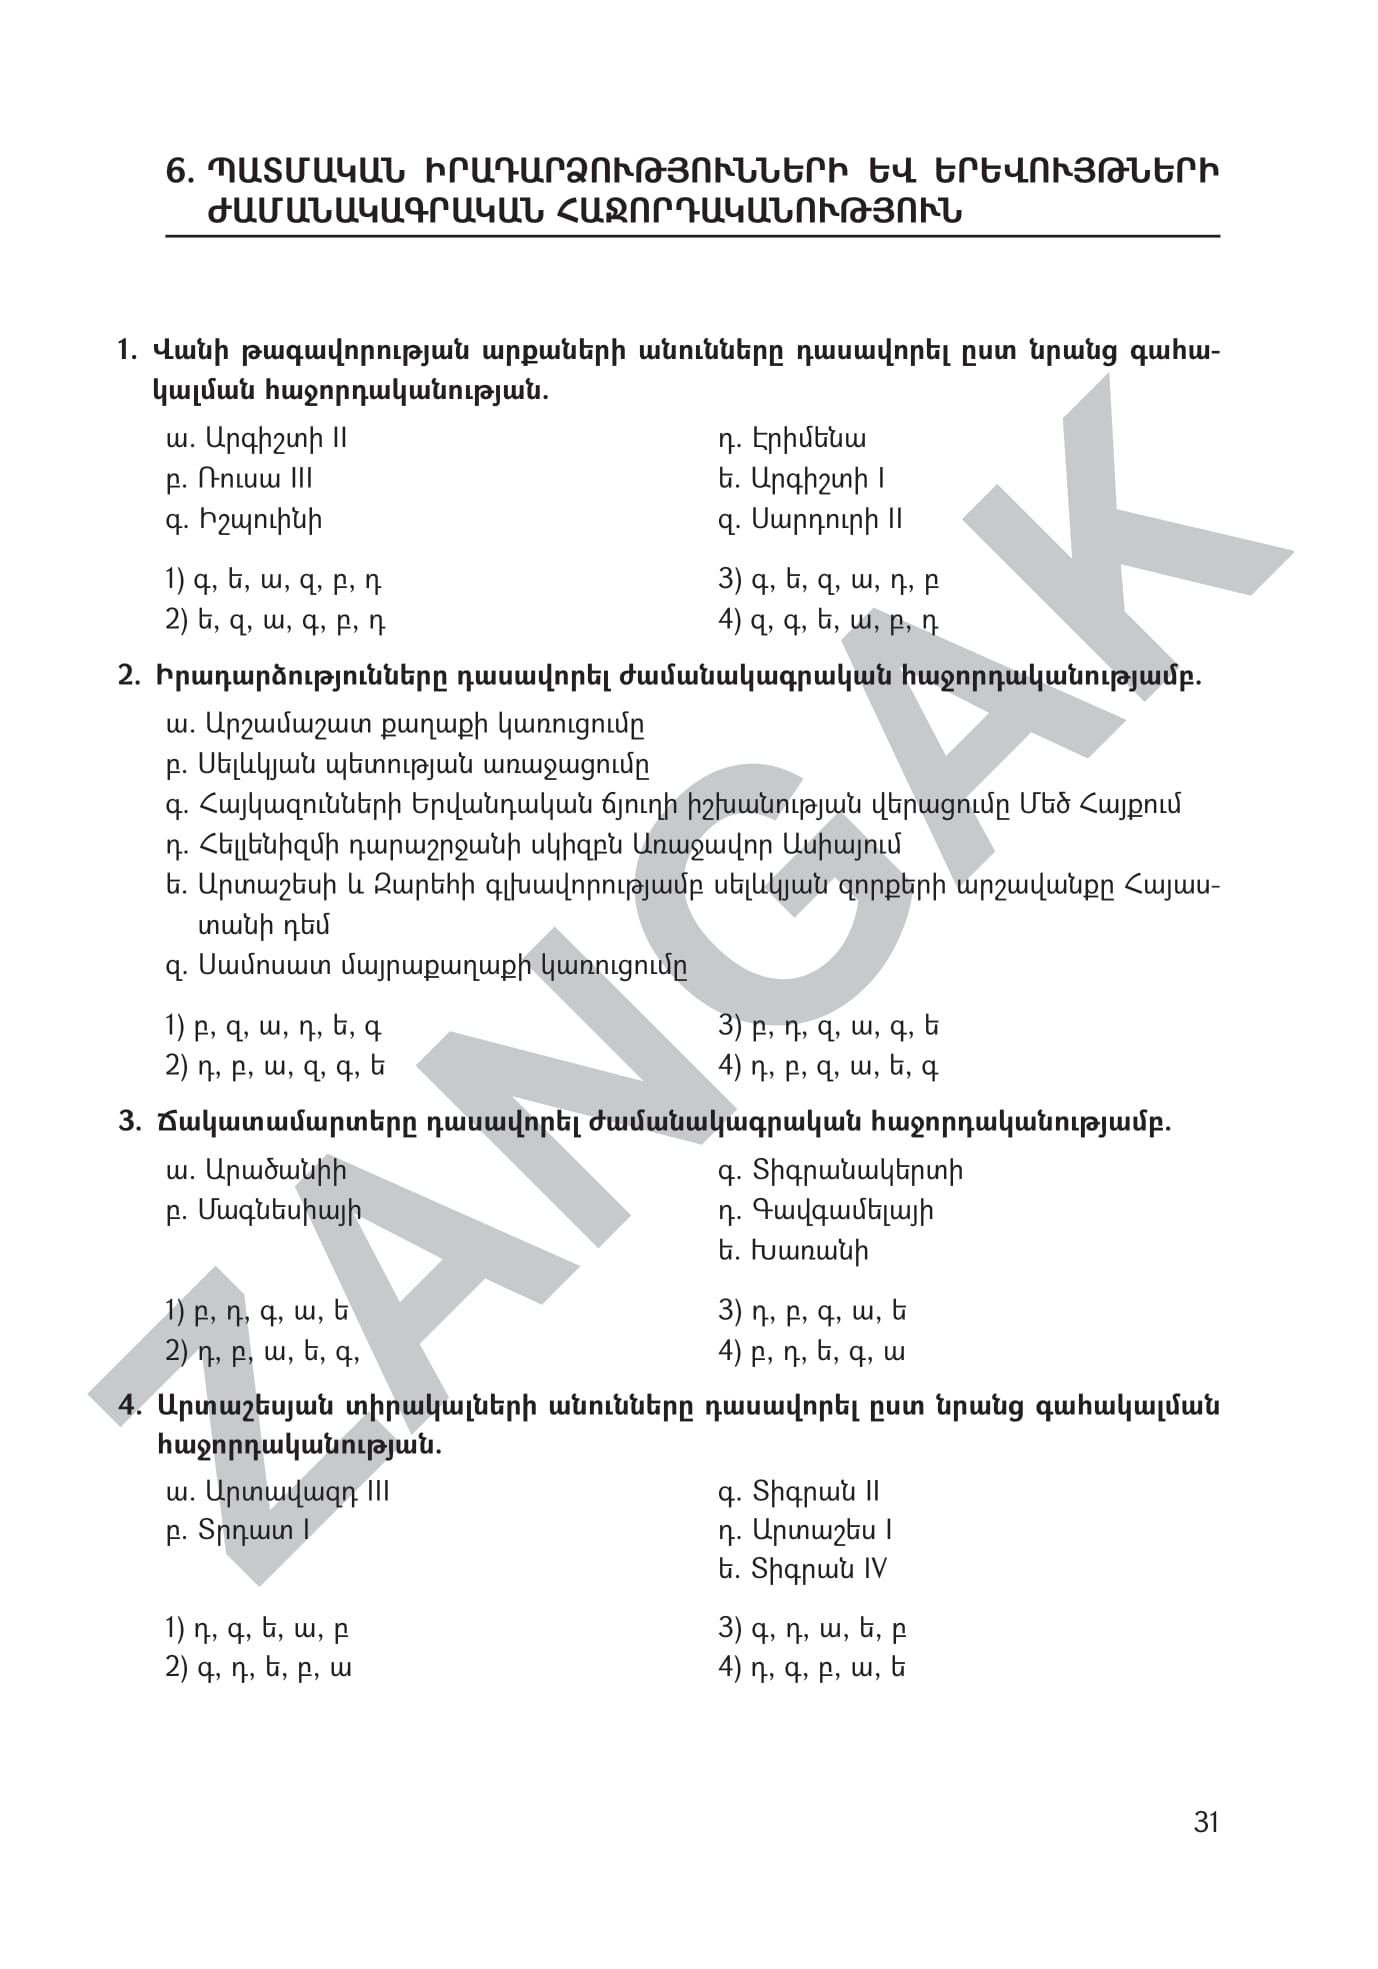 6. ՊԱՏՄԱԿԱՆ ԻՐԱԴԱՐՁՈՒԹՅՈՒՆՆԵՐԻ ԵՎ ԵՐԵՎՈՒՅԹՆԵՐԻ
ԺԱՄԱՆԱԿԱԳՐԱԿԱՆ ՀԱՋՈՐԴԱԿԱՆՈՒԹՅՈՒՆ
1. Վանի թագավորության արքաների անունները դասավորել ըստ նրանց գահա-
կալման հաջորդականության.
ա. Արգիշտի II
բ. Ռուսա III
գ. Իշպուինի
դ. Էրիմենա
ե. Արգիշտի I
զ. Սարդուրի II
1) գ, ե, ա, զ, բ, դ
2) ե, զ, ա, գ, բ, դ
3) գ, ե, զ, ա, դ, բ
4) զ, գ, ե, ա, բ, դ
2. Իրադարձությունները դասավորել ժամանակագրական հաջորդականությամբ.
ա. Արշամաշատ քաղաքի կառուցումը
բ. Սելևկյան պետության առաջացումը
գ. Հայկազունների Երվանդական ճյուղի իշխանության վերացումը Մեծ Հայքում
դ. Հելլենիզմի դարաշրջանի սկիզբն Առաջավոր Ասիայում
ե. Արտաշեսի և Զարեհի գլխավորությամբ սելևկյան զորքերի արշավանքը Հայաս-
տանի դեմ
զ. Սամոսատ մայրաքաղաքի կառուցումը
1) բ, զ, ա, դ, ե, գ
2) դ, բ, ա, զ, գ, ե
3) բ, դ, զ, ա, գ, ե
4) դ, բ, զ, ա, ե, գ
3. Ճակատամարտերը դասավորել ժամանակագրական հաջորդականությամբ.
ա. Արածանիի
բ. Մագնեսիայի
գ. Տիգրանակերտի
դ. Գավգամելայի
ե. Խառանի
1) բ, դ, գ, ա, ե
2) դ, բ, ա, ե, գ,
3) դ, բ, գ, ա, ե
4) բ, դ, ե, գ, ա
4. Արտաշեսյան տիրակալների անունները դասավորել ըստ նրանց գահակալման
հաջորդականության.
ա. Արտավազդ III
բ. Տրդատ I
գ. Տիգրան II
դ. Արտաշես I
ե. Տիգրան IV
1) դ, գ, ե, ա, բ
2) գ, դ, ե, բ, ա
3) գ, դ, ա, ե, բ
4) դ, գ, բ, ա, ե
31
ZANGAK